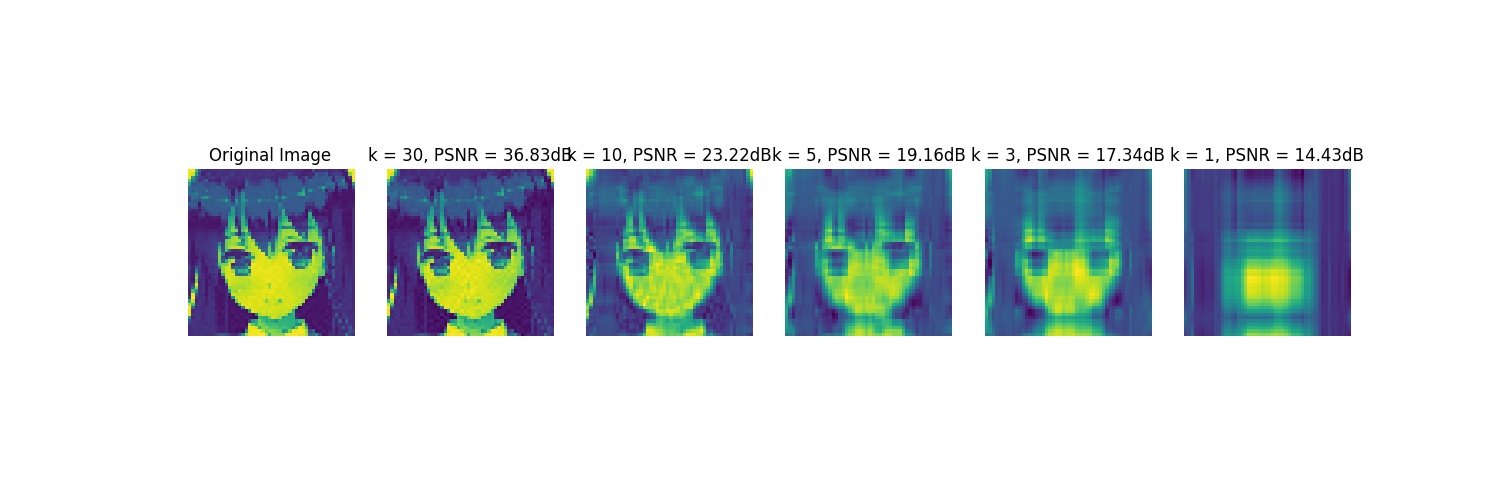 Original Image
k = 30, PSNR = 36.83dB
k = 10, PSNR = 23.22dB
k = 5, PSNR = 19.16dB
k = 3, PSNR = 17.34dB
k = 1, PSNR = 14.43dB